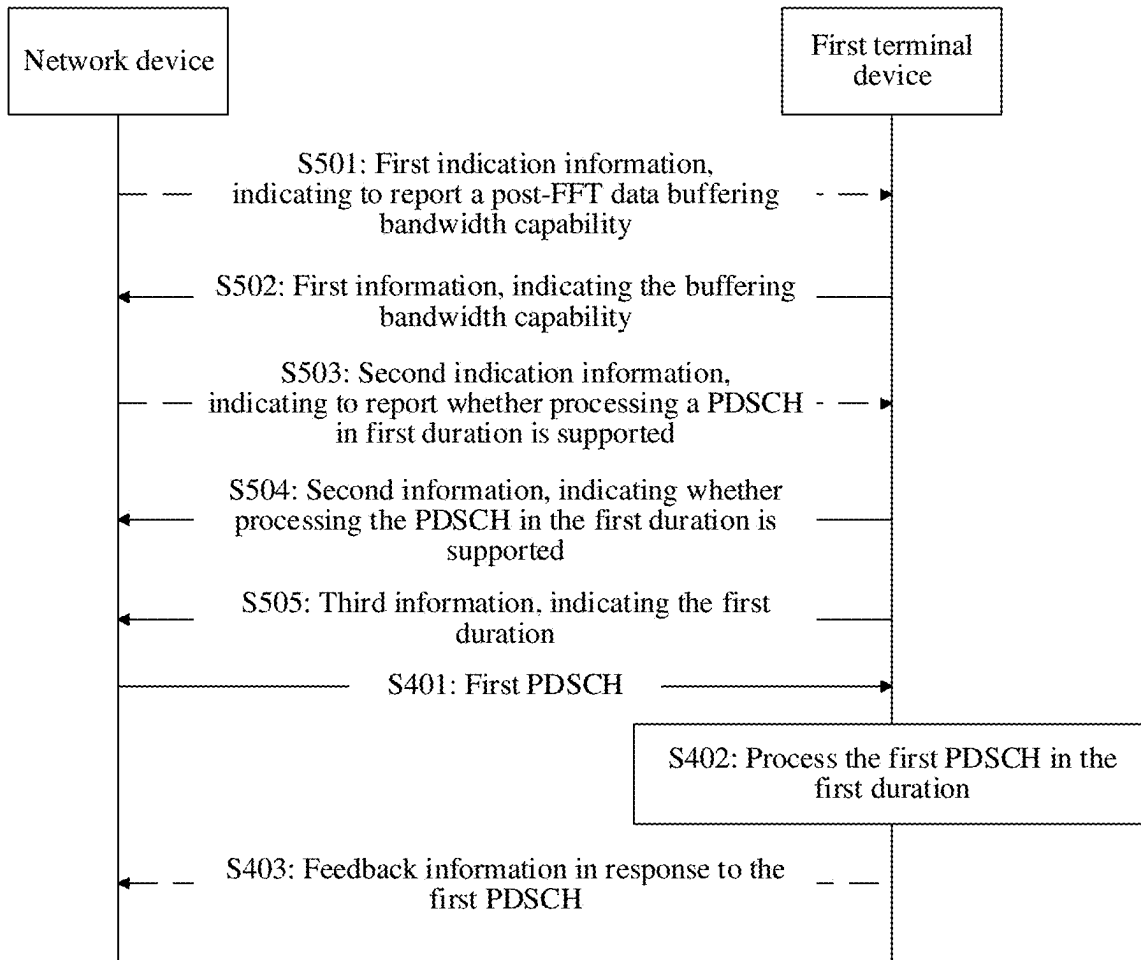 Network device
First terminal
device
S501: First indication information,
indicating to report a post-FFT data buffering
bandwidth capability
S502: First information, indicating the buffering
bandwidth capability
S503: Second indication information,
indicating to report whether processing a PDSCH
in first duration is supported
S504: Second information, indicating whether
processing the PDSCH in the first duration is
supported
S505: Third information, indicating the first
duration
S401: First PDSCH
S402: Process the first PDSCH in the
first duration
S403: Feedback information in response to the
first PDSCH